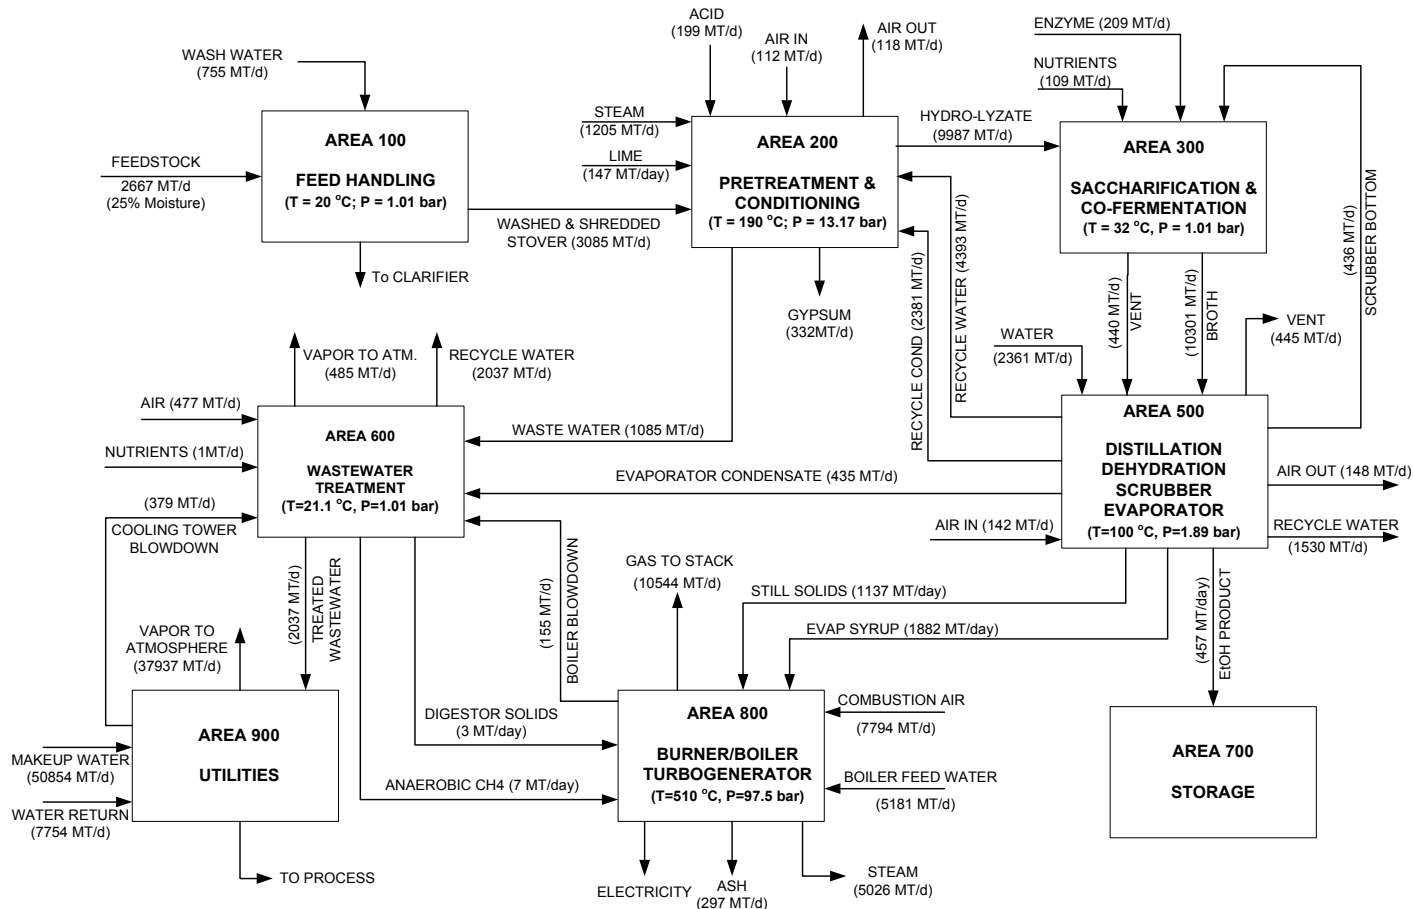 WASH WATER
(755 MT/d)
FEEDSTOCK
2667 MT/d
(25% Moisture)
AREA 100
FEED HANDLING
(T = 20 °C; P = 1.01 bar)
To CLARIFIER
WASHED & SHREDDED
STOVER (3085 MT/d)
ACID
(199 MT/d)
AIR IN
(112 MT/d)
AIR OUT
(118 MT/d)
STEAM
(1205 MT/d)
LIME
(147 MT/day)
AREA 200
PRETREATMENT &
CONDITIONING
(T = 190 °C; P = 13.17 bar)
GYPSUM
(332MT/d)
HYDRO-LYZATE
(9987 MT/d)
ENZYME (209 MT/d)
NUTRIENTS
(109 MT/d)
AREA 300
SACCHARIFICATION &
CO-FERMENTATION
(T = 32 °C, P = 1.01 bar)
(436 MT/d)
SCRUBBER BOTTOM
RECYCLE COND (2381 MT/d)
RECYCLE WATER (4393 MT/d)
(440 MT/d)
VENT
(10301 MT/d)
BROTH
WATER
(2361 MT/d)
VENT
(445 MT/d)
AREA 500
DISTILLATION
DEHYDRATION
SCRUBBER
EVAPORATOR
(T=100 °C, P=1.89 bar)
AIR OUT (148 MT/d)
RECYCLE WATER
(1530 MT/d)
AIR IN (142 MT/d)
VAPOR TO ATM.
(485 MT/d)
RECYCLE WATER
(2037 MT/d)
AIR (477 MT/d)
NUTRIENTS (1MT/d)
(379 MT/d)
COOLING TOWER
BLOWDOWN
AREA 600
WASTEWATER
TREATMENT
(T=21.1 °C, P=1.01 bar)
WASTE WATER (1085 MT/d)
EVAPORATOR CONDENSATE (435 MT/d)
(2037 MT/d)
TREATED
WASTEWATER
(155 MT/d)
BOILER BLOWDOWN
GAS TO STACK
(10544 MT/d)
STILL SOLIDS (1137 MT/day)
EVAP SYRUP (1882 MT/day)
(457 MT/day)
EtOH PRODUCT
VAPOR TO
ATMOSPHERE
(37937 MT/d)
AREA 900
UTILITIES
MAKEUP WATER
(50854 MT/d)
WATER RETURN
(7754 MT/d)
TO PROCESS
DIGESTOR SOLIDS
(3 MT/day)
ANAEROBIC CH4 (7 MT/day)
AREA 800
BURNER/BOILER
TURBOGENERATOR
(T=510 °C, P=97.5 bar)
COMBUSTION AIR
(7794 MT/d)
BOILER FEED WATER
(5181 MT/d)
ELECTRICITY
ASH
(297 MT/d)
STEAM
(5026 MT/d)
AREA 700
STORAGE